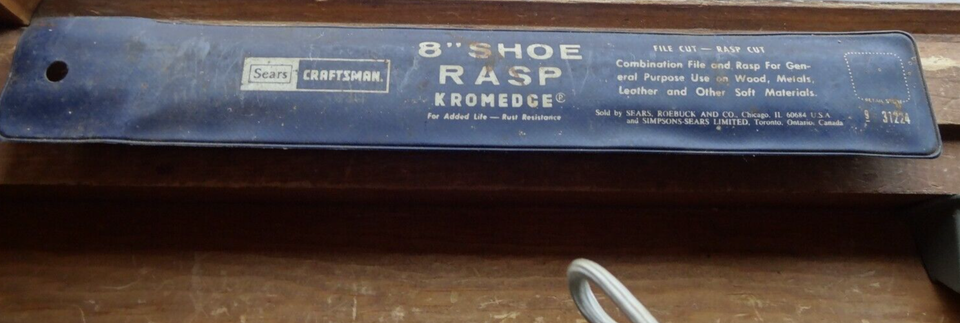 Sears CRAFTSMAN.
8" SHOE
RASP
KROMEDGE®
For Added Life — Rust Resistance
FILE CUT — RASP CUT
Combination File and Rasp For Gen-
eral Purpose Use on Wood, Metals,
Leather and Other Soft Materials.
Sold by SEARS, ROEBUCK AND CO., Chicago, IL 60684 U.S.A
and SIMPSONS-SEARS LIMITED, Toronto, Ontario, Canada
9 31224